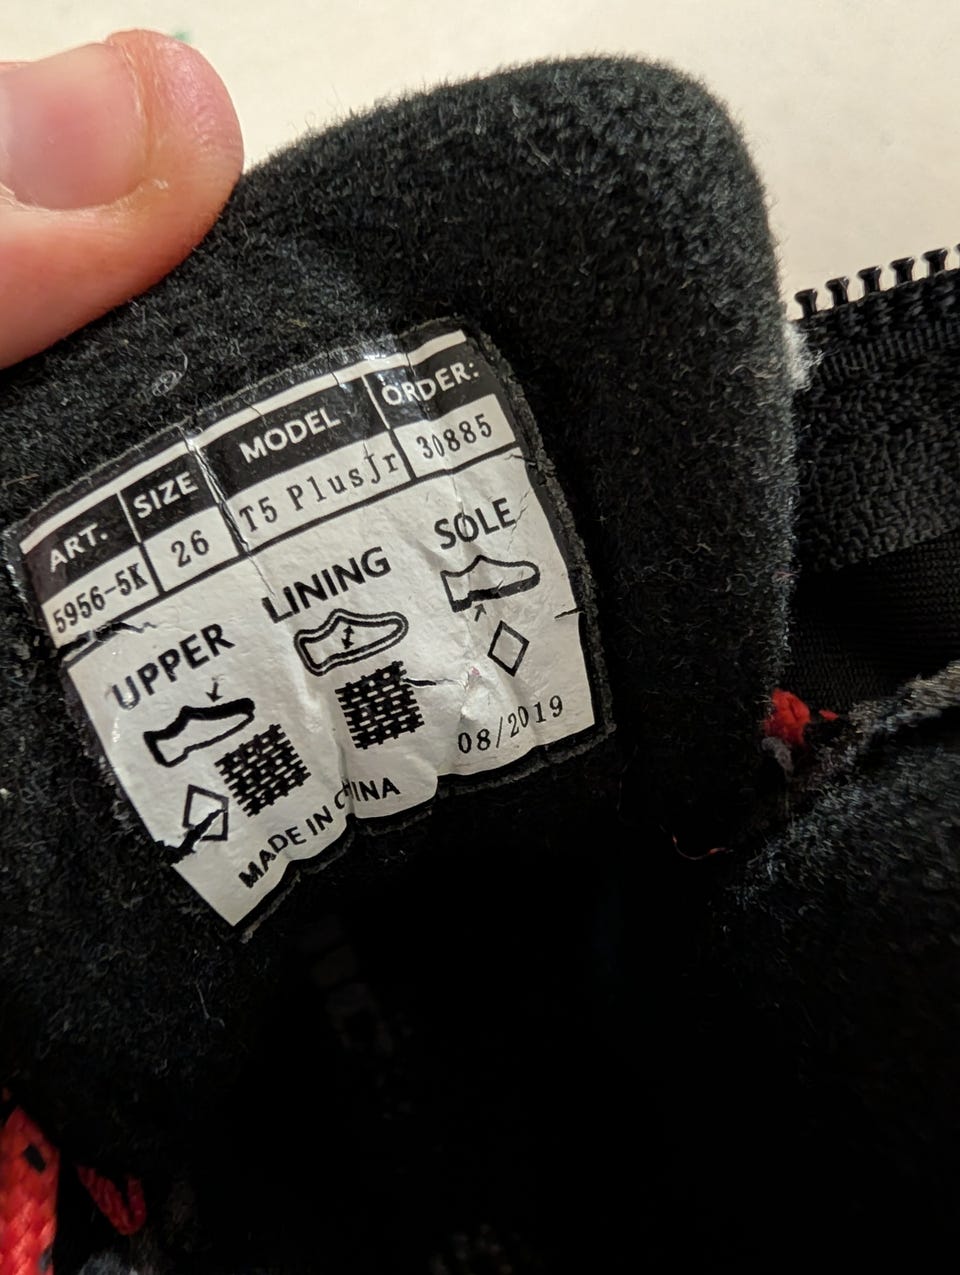 ART. SIZE MODEL ORDER:
5956-5K 26 T5 PlusJr 30885
UPPER LINING SOLE
08/2019
MADE IN CHINA